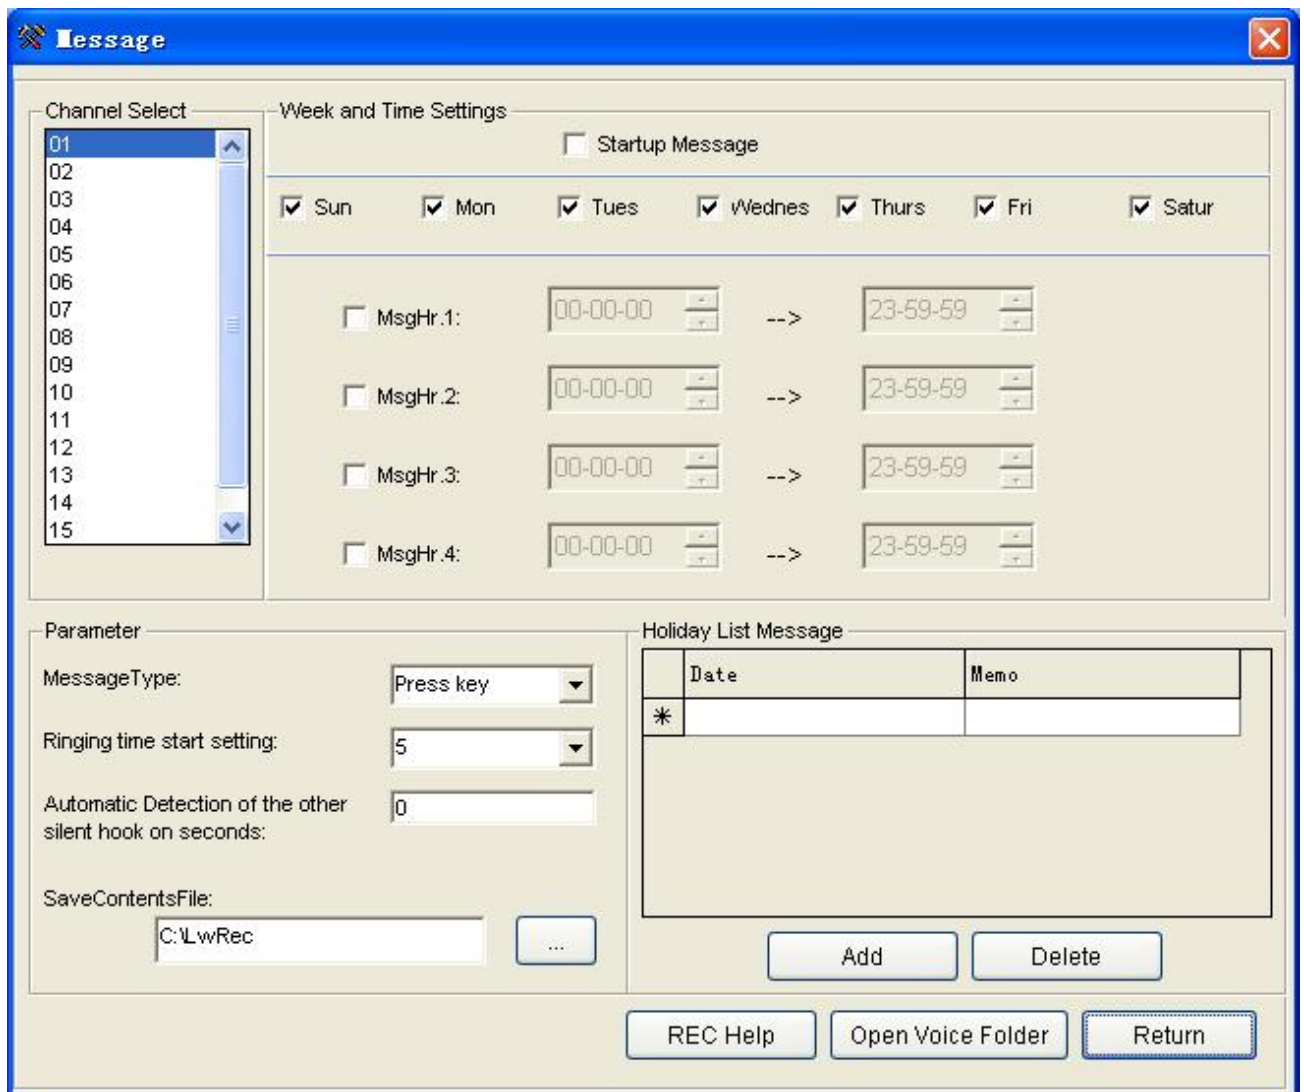 Message
Channel Select
01
02
03
04
05
06
07
08
09
10
11
12
13
14
15
Week and Time Settings
Startup Message
Sun Mon Tues Wednes Thurs Fri Satur
MsgHr.1: 00-00-00 --> 23-59-59
MsgHr.2: 00-00-00 --> 23-59-59
MsgHr.3: 00-00-00 --> 23-59-59
MsgHr.4: 00-00-00 --> 23-59-59
Parameter
MessageType: Press key
Ringing time start setting: 5
Automatic Detection of the other 0
silent hook on seconds:
SaveContentsFile:
C:\LwRec ...
Holiday List Message
Date Memo
*
Add Delete
REC Help Open Voice Folder Return